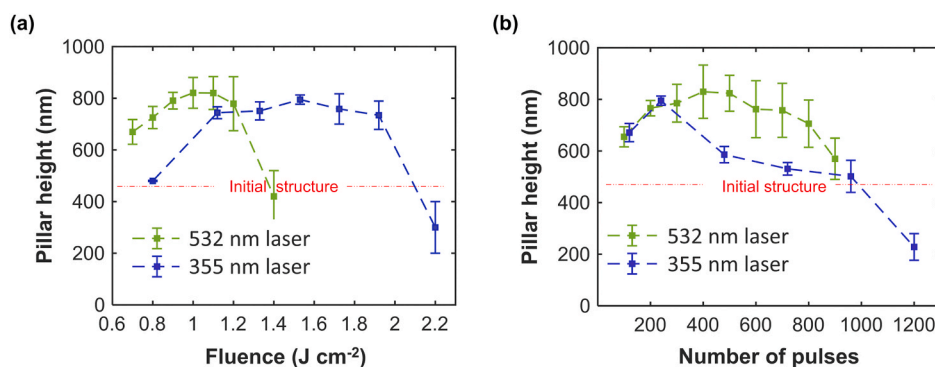 (a)
1000
800
600
400
200
0
Pillar height (nm)
Initial structure
532 nm laser
355 nm laser
0.6 0.8 1 1.2 1.4 1.6 1.8 2 2.2
Fluence (J cm⁻²)
(b)
1000
800
600
400
200
0
Pillar height (nm)
Initial structure
532 nm laser
355 nm laser
200 400 600 800 1000 1200
Number of pulses